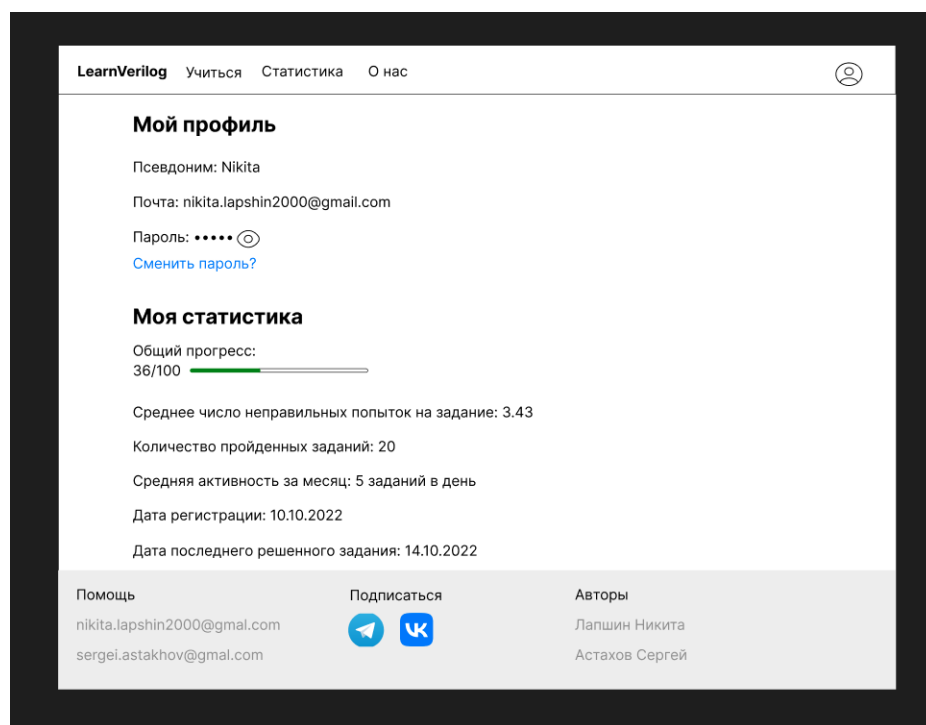 LearnVerilog Учиться Статистика О нас
Мой профиль
Псевдоним: Nikita
Почта: nikita.lapshin2000@gmail.com
Пароль: •••••
Сменить пароль?
Моя статистика
Общий прогресс:
36/100
Среднее число неправильных попыток на задание: 3.43
Количество пройденных заданий: 20
Средняя активность за месяц: 5 заданий в день
Дата регистрации: 10.10.2022
Дата последнего решенного задания: 14.10.2022
Помощь
nikita.lapshin2000@gmal.com
sergei.astakhov@gmal.com
Подписаться
Авторы
Лапшин Никита
Астахов Сергей